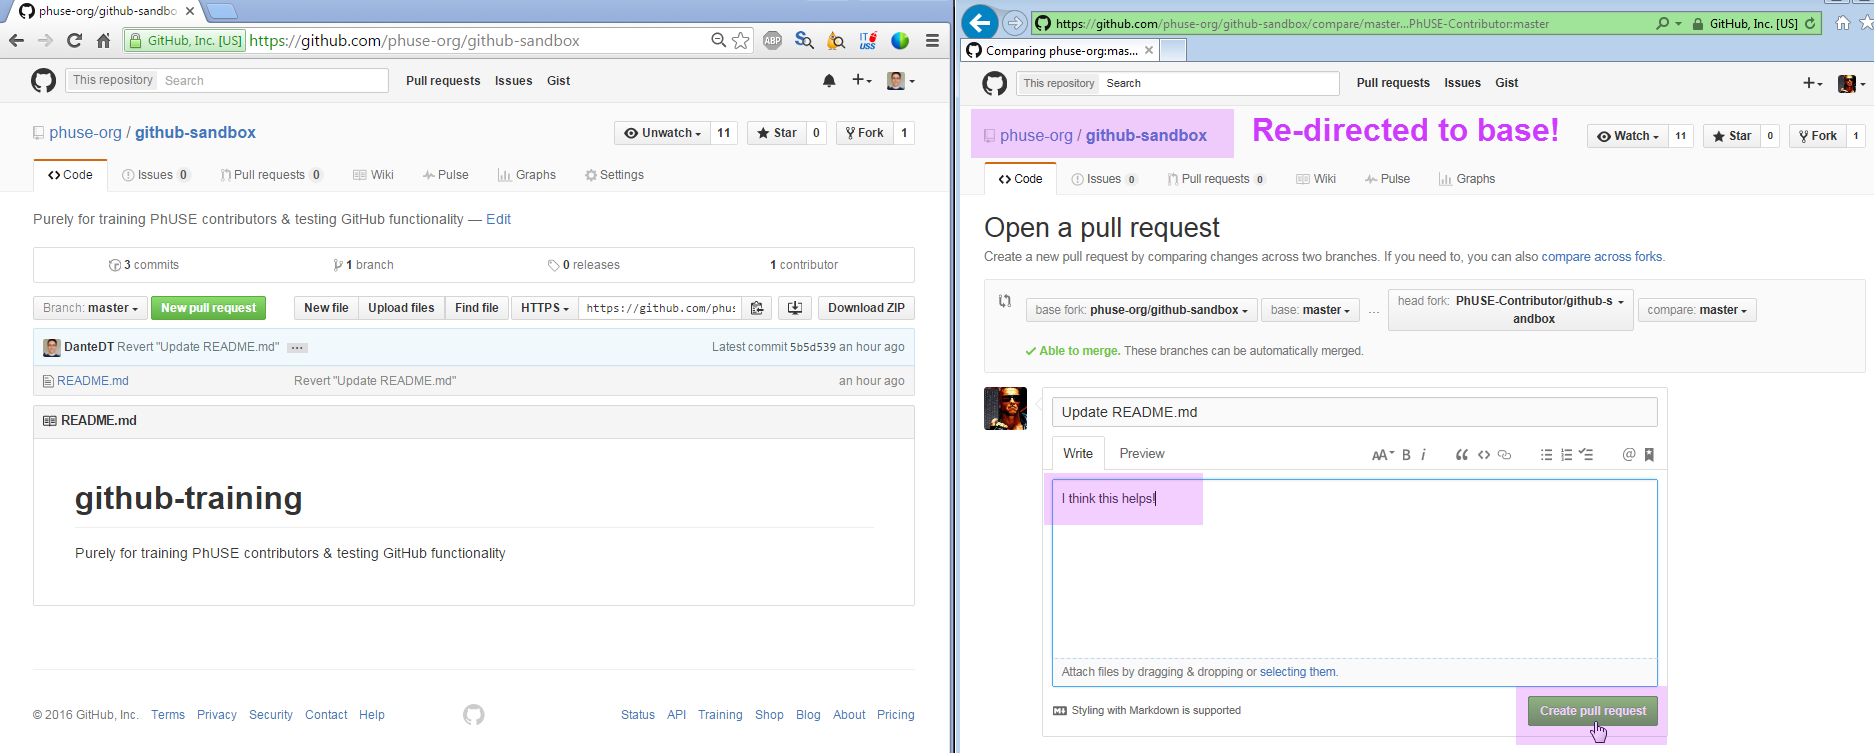 phuse-org/github-sandbo
GitHub, Inc. [US] https://github.com/phuse-org/github-sandbox
ABP
IT
USS
This repository Search Pull requests Issues Gist
phuse-org / github-sandbox
Unwatch 11 Star 0 Fork 1
Code Issues 0 Pull requests 0 Wiki Pulse Graphs Settings
Purely for training PhUSE contributors & testing GitHub functionality — Edit
3 commits 1 branch 0 releases 1 contributor
Branch: master New pull request New file Upload files Find file HTTPS https://github.com/phus Download ZIP
DanteDT Revert "Update README.md" ... Latest commit 5b5d539 an hour ago
README.md Revert "Update README.md" an hour ago
README.md
github-training
Purely for training PhUSE contributors & testing GitHub functionality
© 2016 GitHub, Inc. Terms Privacy Security Contact Help Status API Training Shop Blog About Pricing
https://github.com/phuse-org/github-sandbox/compare/master...PhUSE-Contributor:master GitHub, Inc. [US]
Comparing phuse-org:mas...
This repository Search Pull requests Issues Gist
phuse-org / github-sandbox Re-directed to base! Watch 11 Star 0 Fork 1
Code Issues 0 Pull requests 0 Wiki Pulse Graphs
Open a pull request
Create a new pull request by comparing changes across two branches. If you need to, you can also compare across forks.
base fork: phuse-org/github-sandbox base: master ... head fork: PhUSE-Contributor/github-s
andbox compare: master
Able to merge. These branches can be automatically merged.
Update README.md
Write Preview AA B i
I think this helps!
Attach files by dragging & dropping or selecting them.
Styling with Markdown is supported Create pull request